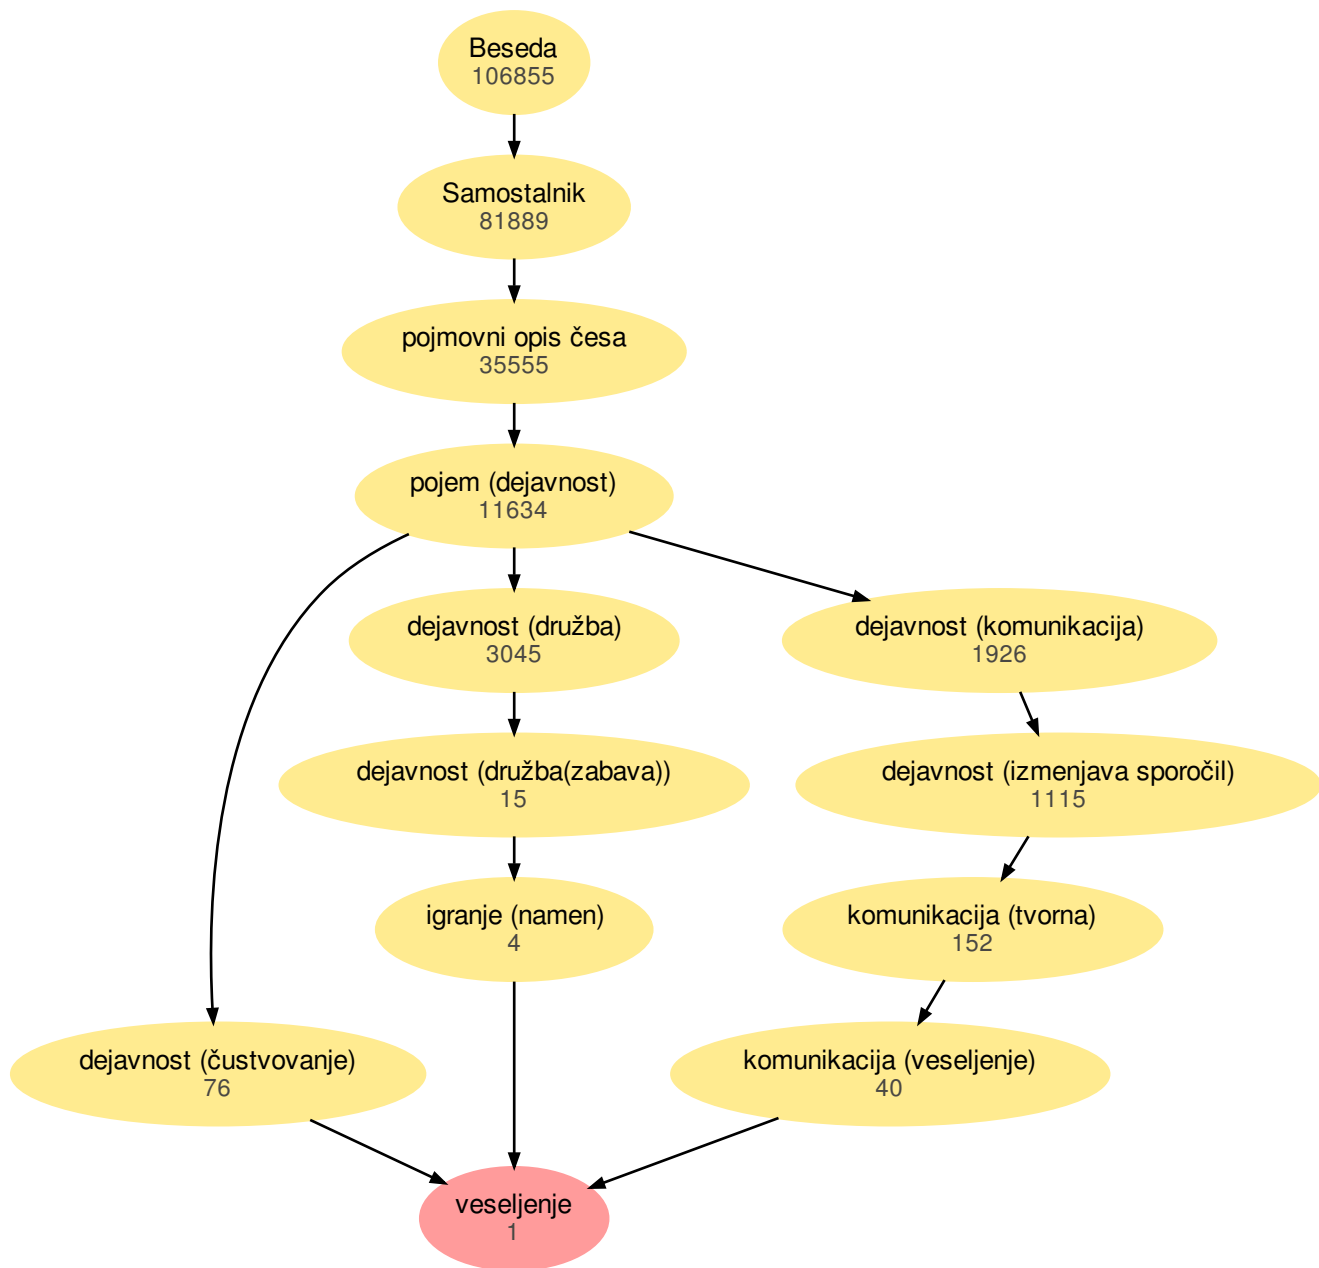 Beseda
106855
Samostalnik
81889
pojmovni opis česa
35555
pojem (dejavnost)
11634
dejavnost (družba)
3045
dejavnost (komunikacija)
1926
dejavnost (družba(zabava))
15
dejavnost (izmenjava sporočil)
1115
igranje (namen)
4
komunikacija (tvorna)
152
dejavnost (čustvovanje)
76
komunikacija (veseljenje)
40
veseljenje
1